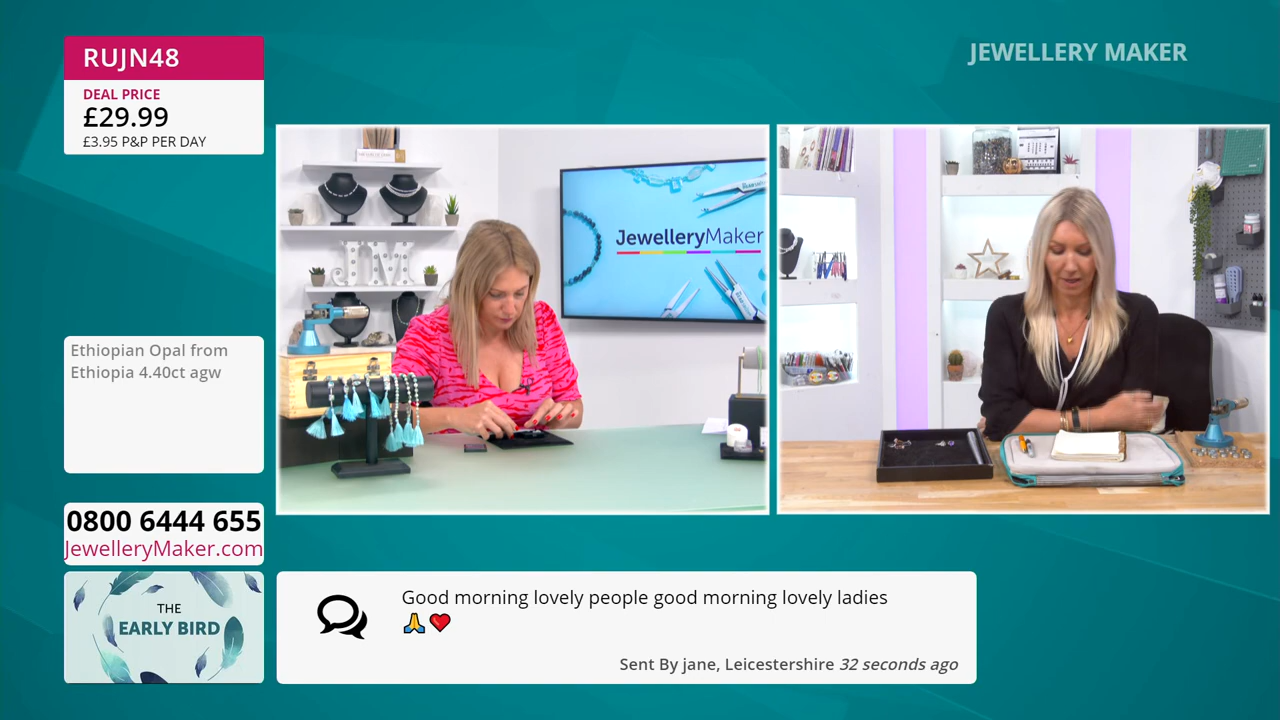 RUJN48
DEAL PRICE
£29.99
£3.95 P&P PER DAY
JEWELLERY MAKER
JewelleryMaker
JM
Ethiopian Opal from
Ethiopia 4.40ct agw
0800 6444 655
JewelleryMaker.com
THE
EARLY BIRD
Good morning lovely people good morning lovely ladies
🙏❤️
Sent By jane, Leicestershire 32 seconds ago